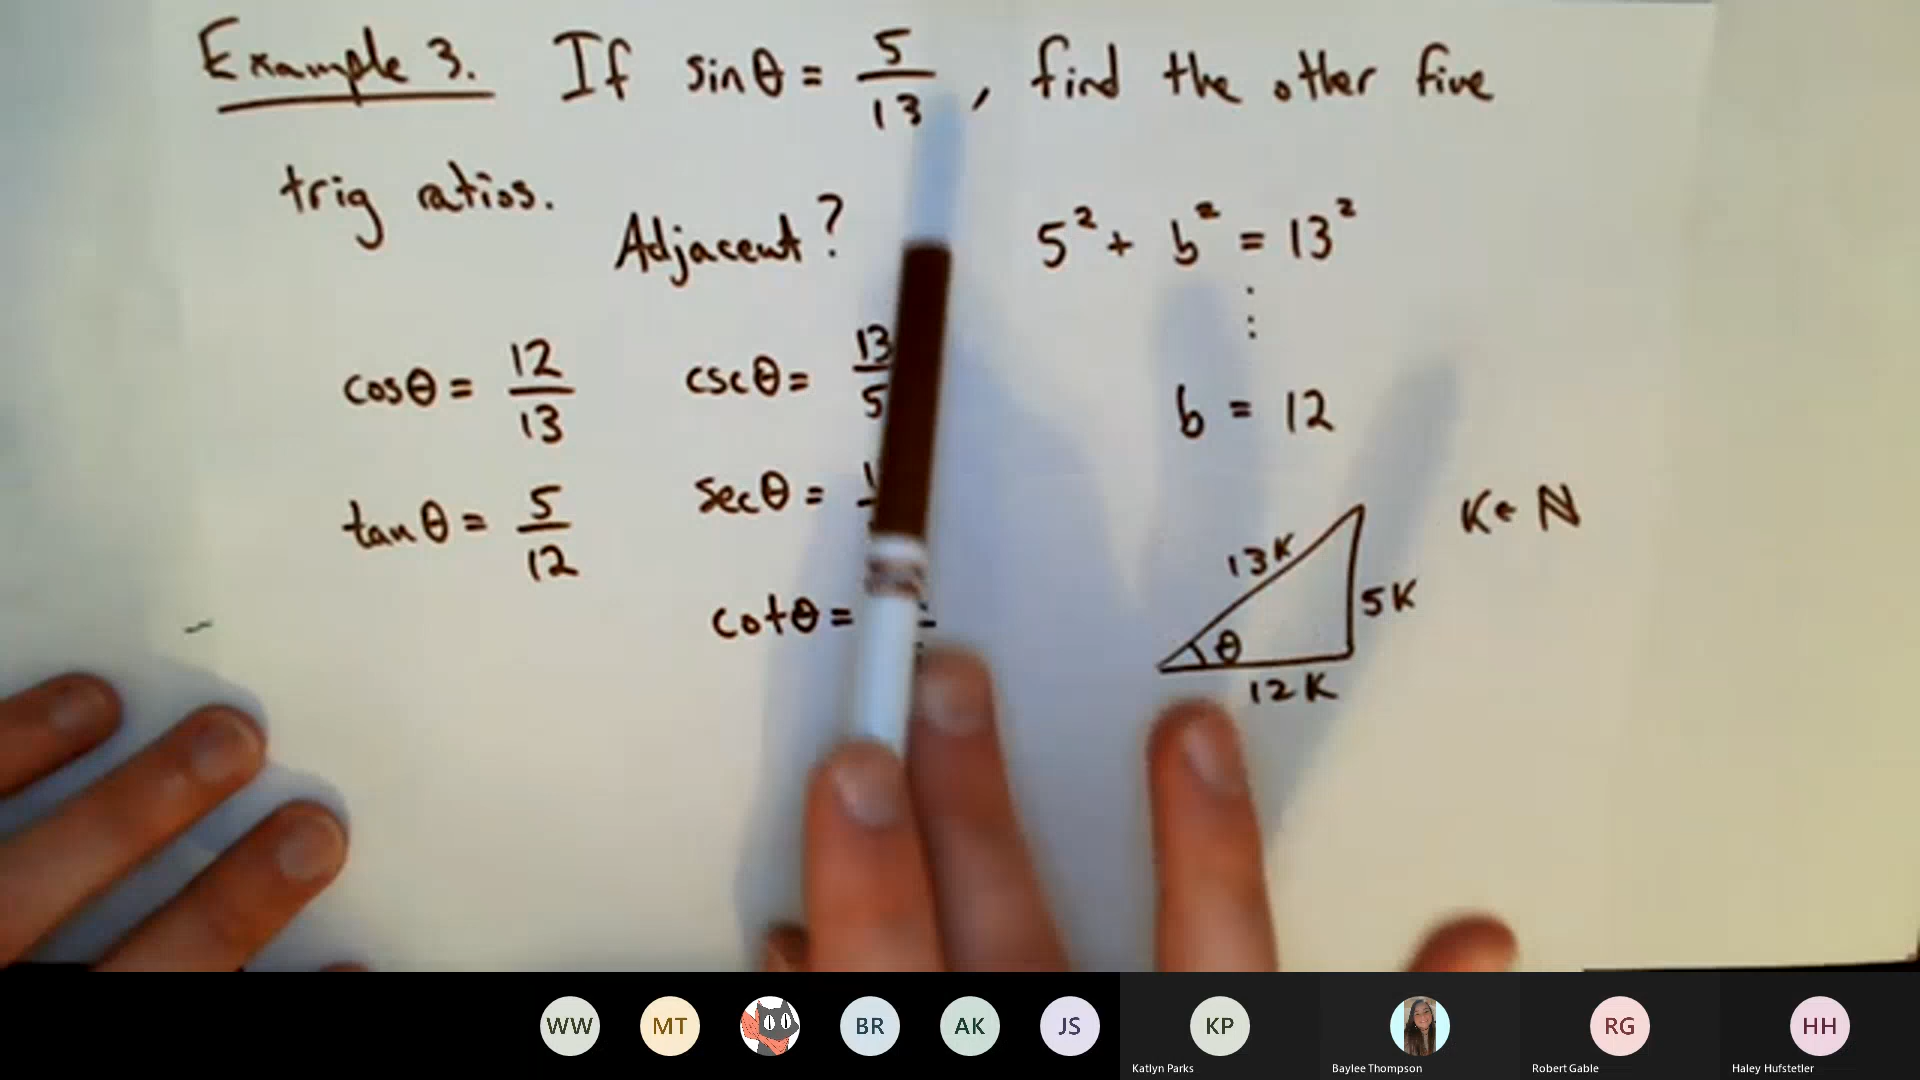 Example 3. If sinθ = 5/13, find the other five
trig ratios.
Adjacent? 5² + b² = 13²
⋮
cosθ = 12/13 cscθ = 13/5 b = 12
tanθ = 5/12 secθ =
K∈ℕ
13K
5K
cotθ =
θ
12K
WW MT BR AK JS KP RG HH
Katlyn Parks Baylee Thompson Robert Gable Haley Hufstetler